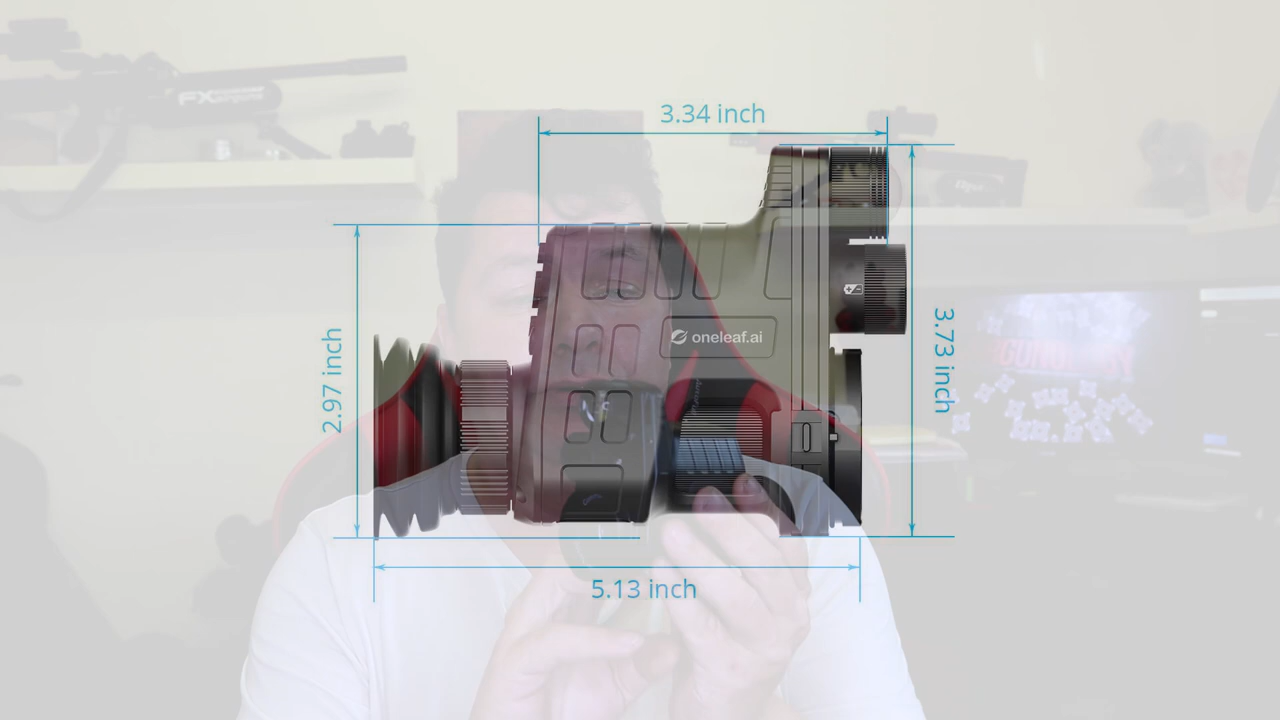 3.34 inch
FX
oneleaf.ai
2.97 inch
3.73 inch
5.13 inch